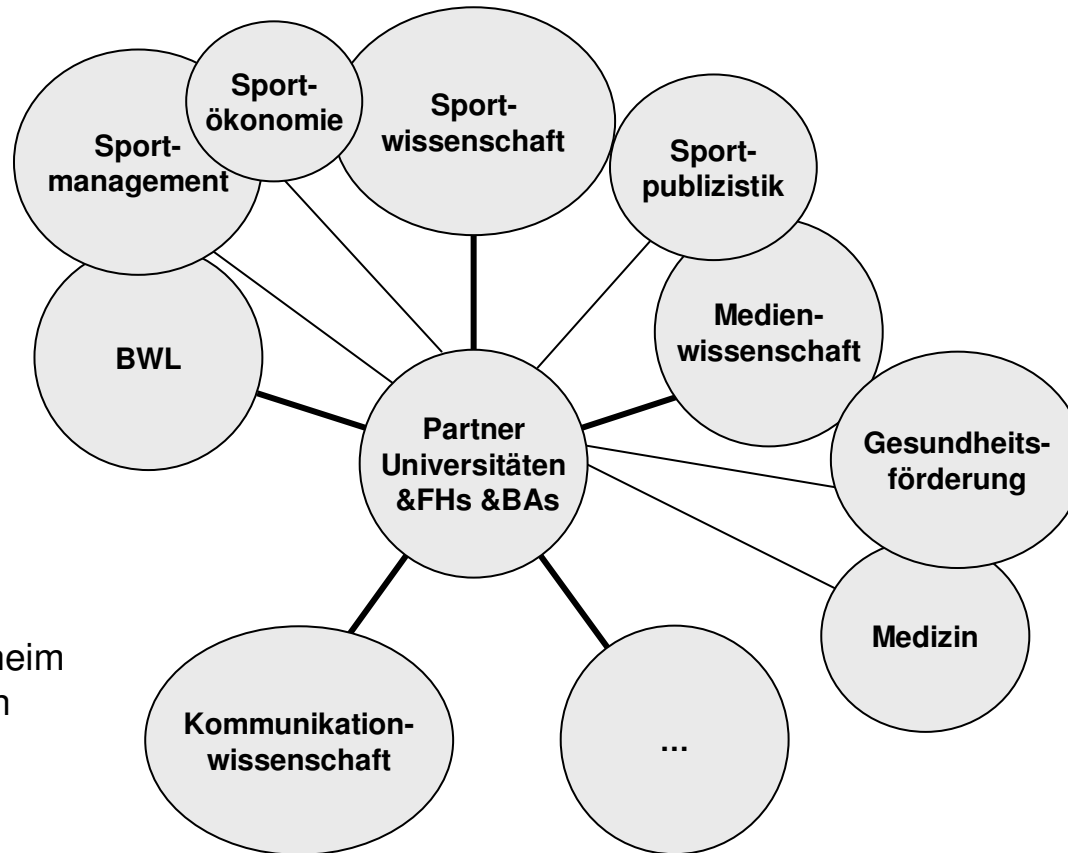 Sport-
ökonomie
Sport-
wissenschaft
Sport-
management
Sport-
publizistik
BWL
Medien-
wissenschaft
Partner
Universitäten
&FHs &BAs
Gesundheits-
förderung
Medizin
Kommunikation-
wissenschaft
...